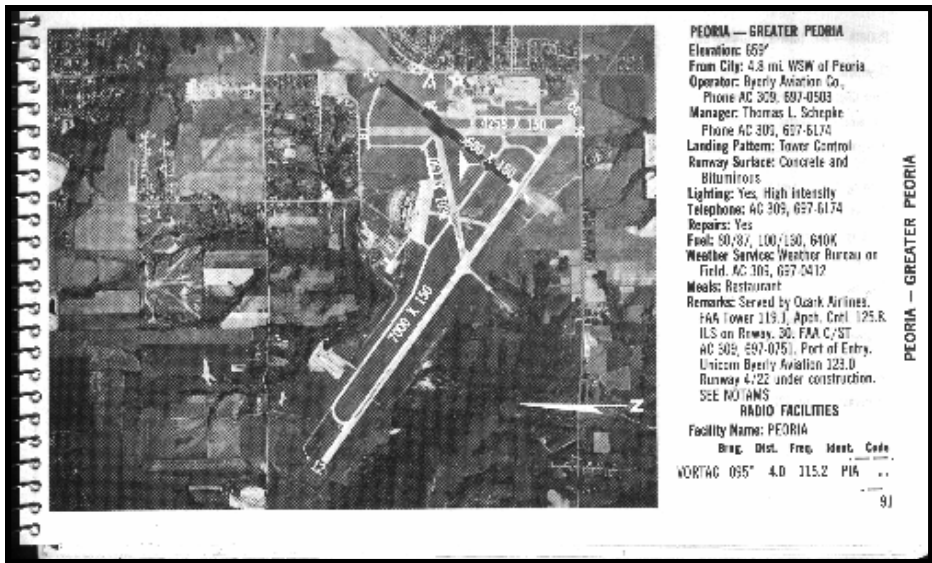 PEORIA — GREATER PEORIA
Elevation: 659'
From City: 4.8 mi. WSW of Peoria
Operator: Byerly Aviation Co.,
Phone AC 309, 697-0503
Manager: Thomas L. Schepke
Phone AC 309, 697-6174
Landing Pattern: Tower Control
Runway Surface: Concrete and
Bituminous
Lighting: Yes, High intensity
Telephone: AC 309, 697-6174
Repairs: Yes
Fuel: 80/87, 100/130, 640K
Weather Service: Weather Bureau on
Field. AC 309, 697-0412
Meals: Restaurant
Remarks: Served by Ozark Airlines.
FAA Tower 119.1, Apch. Cntl. 125.8.
ILS on Rnway. 30. FAA C/ST
AC 309, 697-0751. Port of Entry.
Unicom Byerly Aviation 123.0
Runway 4/22 under construction.
SEE NOTAMS
RADIO FACILITIES
Facility Name: PEORIA
Brng. Dist. Freq. Ident. Code
VORTAC 095° 4.0 115.2 PIA
91
PEORIA — GREATER PEORIA
7000 X 150
12
N